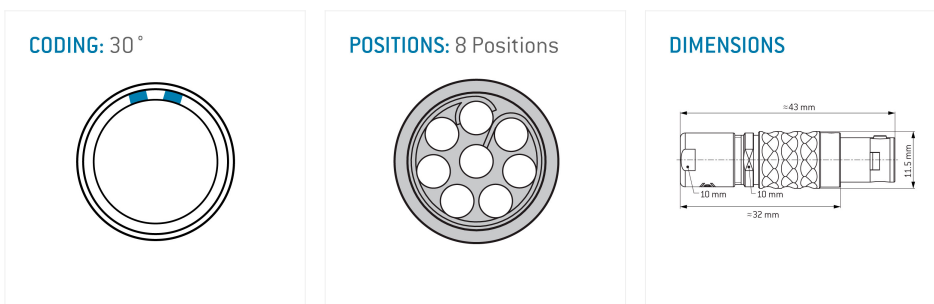 CODING: 30°
POSITIONS: 8 Positions
DIMENSIONS
≈43 mm
11.5 mm
10 mm
10 mm
≈32 mm